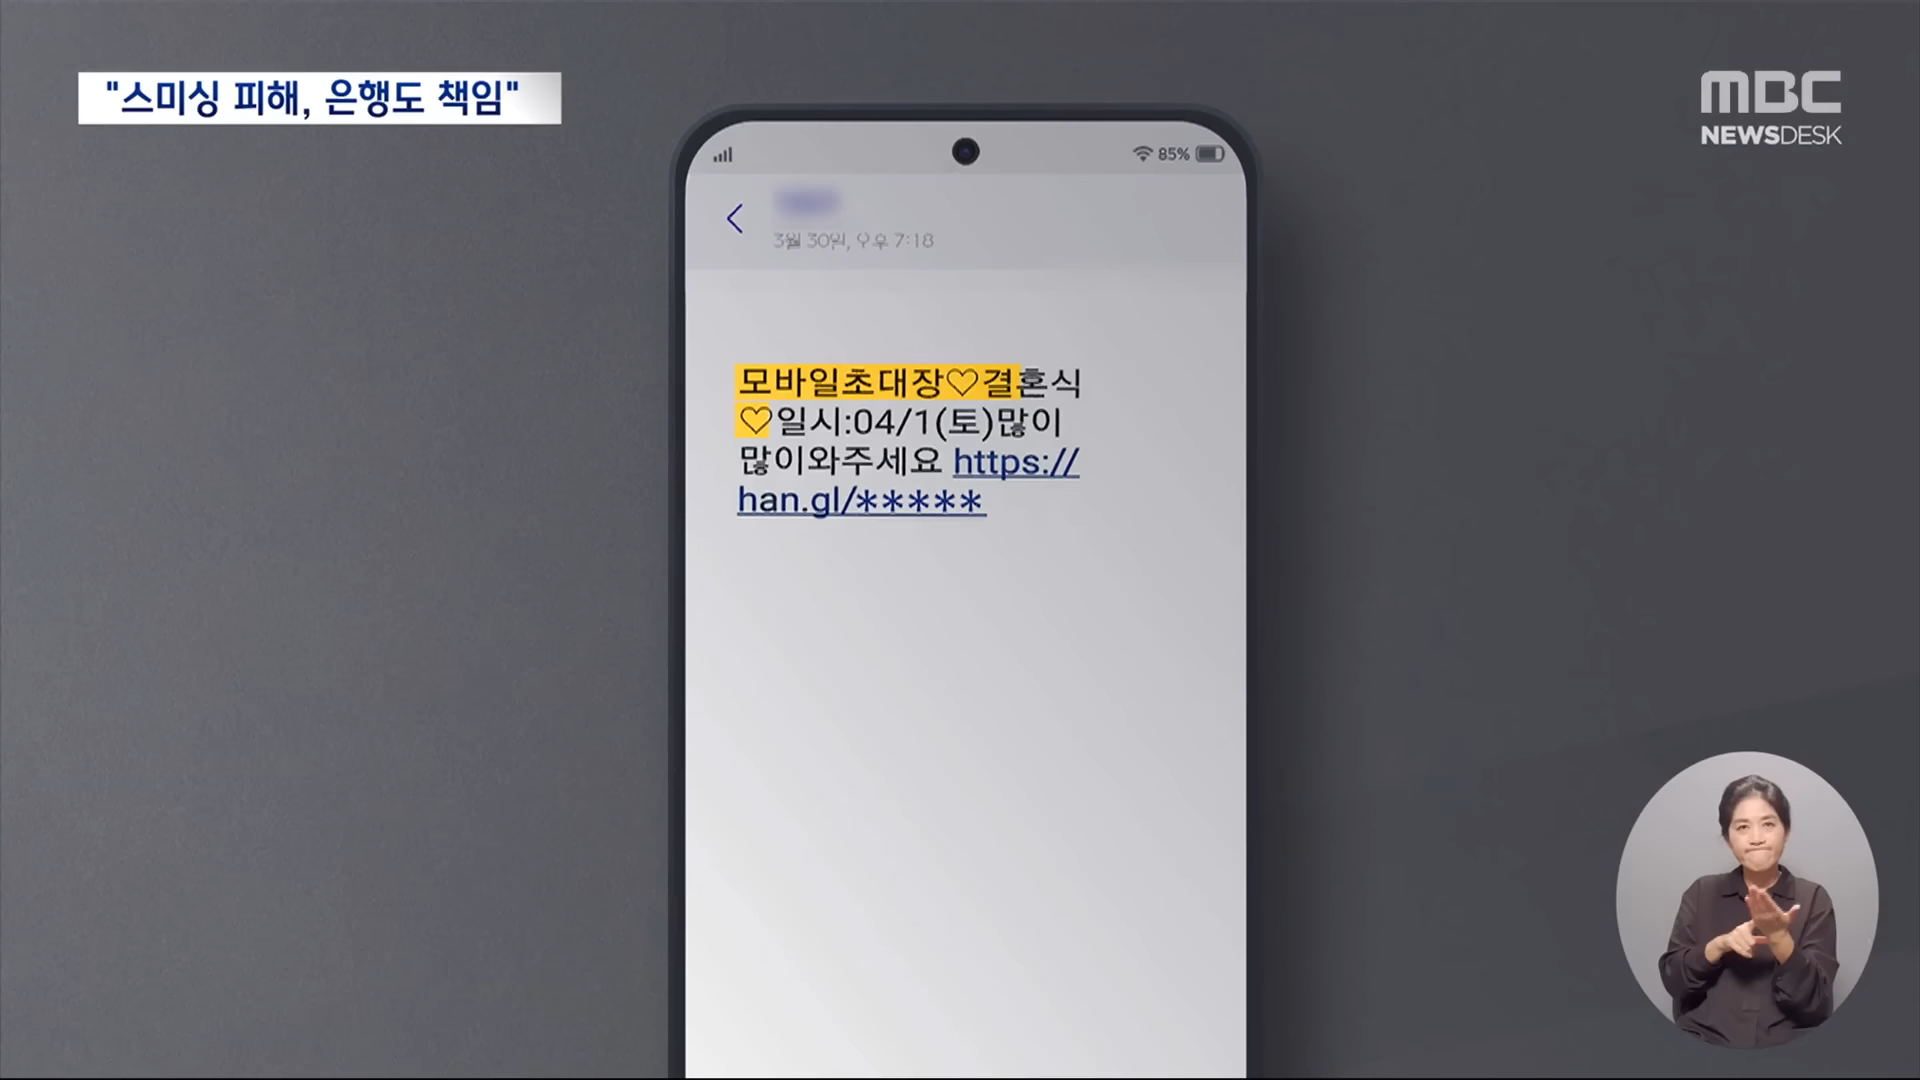 "스미싱 피해, 은행도 책임"
MBC
NEWSDESK
85%
3월 30일, 오후 7:18
모바일초대장♡결혼식
♡일시:04/1(토)많이
많이와주세요 https://
han.gl/*****